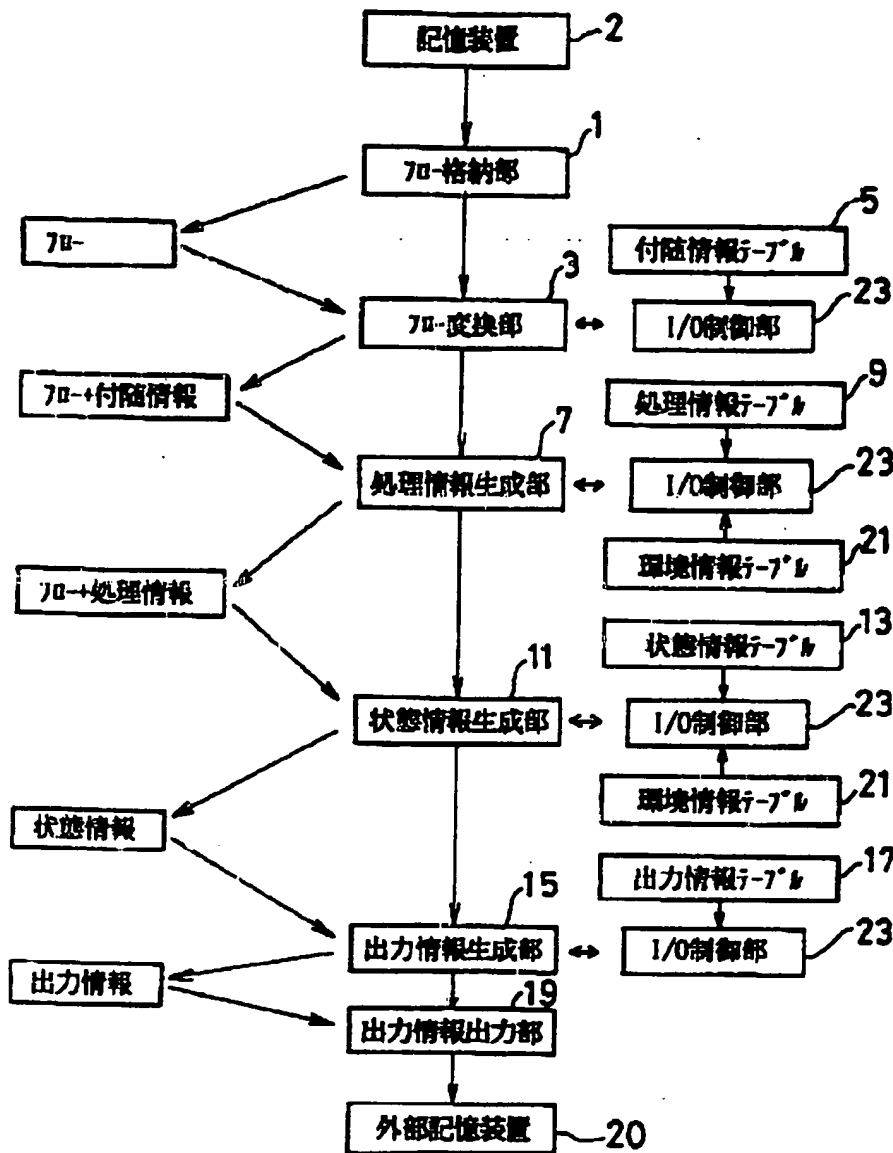 記憶装置
2
1
フロー格納部
5
フロー
付随情報テーブル
3
23
フロー変換部
I/O制御部
9
フロー+付随情報
処理情報テーブル
7
23
処理情報生成部
I/O制御部
21
フロー+処理情報
環境情報テーブル
13
状態情報テーブル
11
23
状態情報生成部
I/O制御部
21
状態情報
環境情報テーブル
17
出力情報テーブル
15
23
出力情報生成部
I/O制御部
出力情報
19
出力情報出力部
外部記憶装置
20